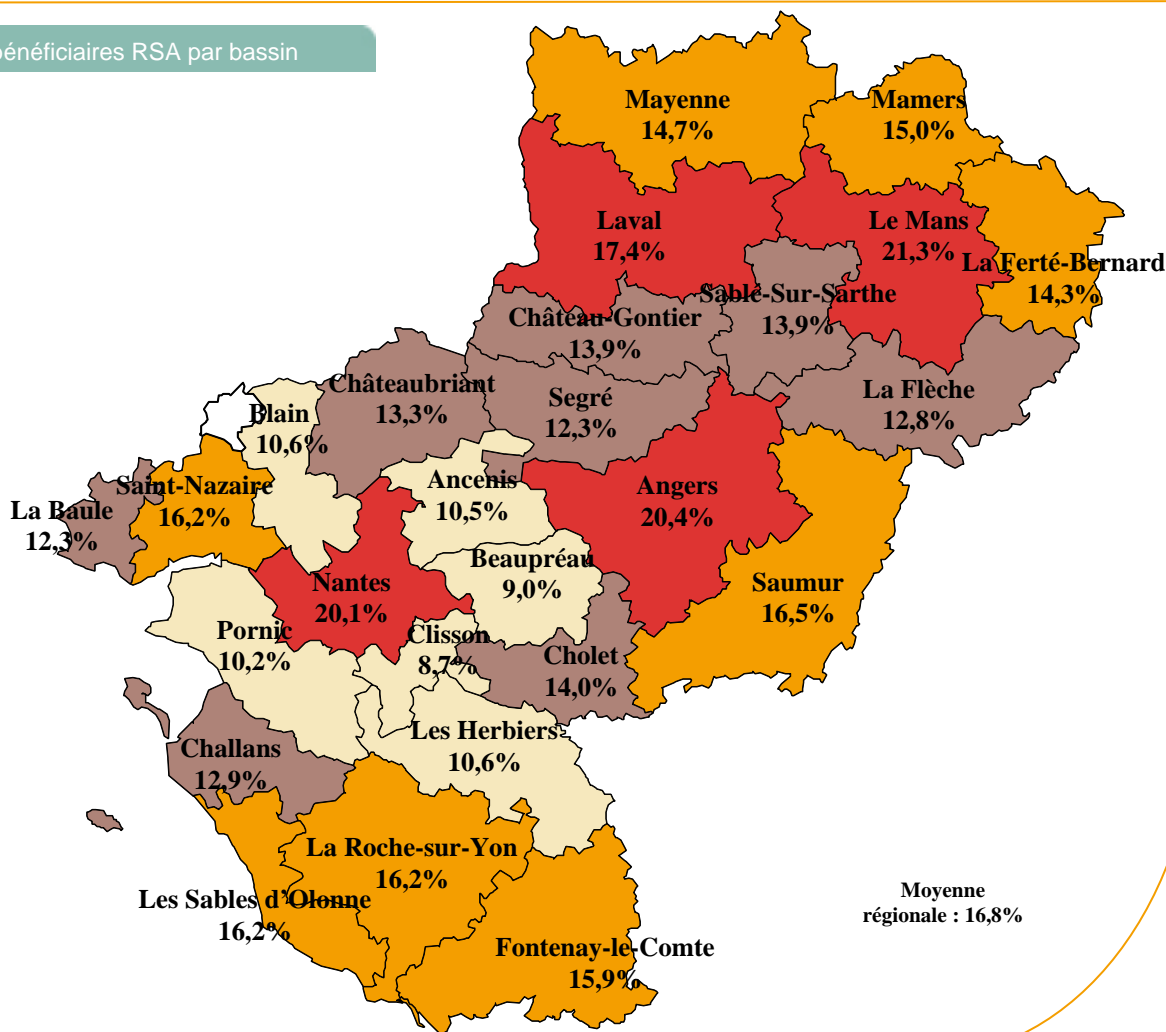 bénéficiaires RSA par bassin
Mayenne
14,7%
Mamers
15,0%
Laval
17,4%
Le Mans
21,3%
La Ferté-Bernard
14,3%
Sablé-Sur-Sarthe
13,9%
Château-Gontier
13,9%
Châteaubriant
13,3%
Segré
12,3%
La Flèche
12,8%
Blain
10,6%
Saint-Nazaire
16,2%
La Baule
12,3%
Ancenis
10,5%
Angers
20,4%
Beaupréau
9,0%
Nantes
20,1%
Saumur
16,5%
Pornic
10,2%
Clisson
8,7%
Cholet
14,0%
Les Herbiers
10,6%
Challans
12,9%
La Roche-sur-Yon
16,2%
Les Sables d’Olonne
16,2%
Fontenay-le-Comte
15,9%
Moyenne
régionale : 16,8%